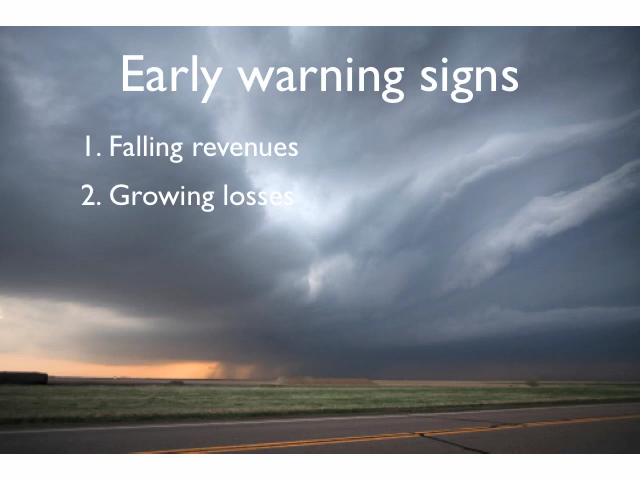 Early warning signs
1. Falling revenues
2. Growing losses